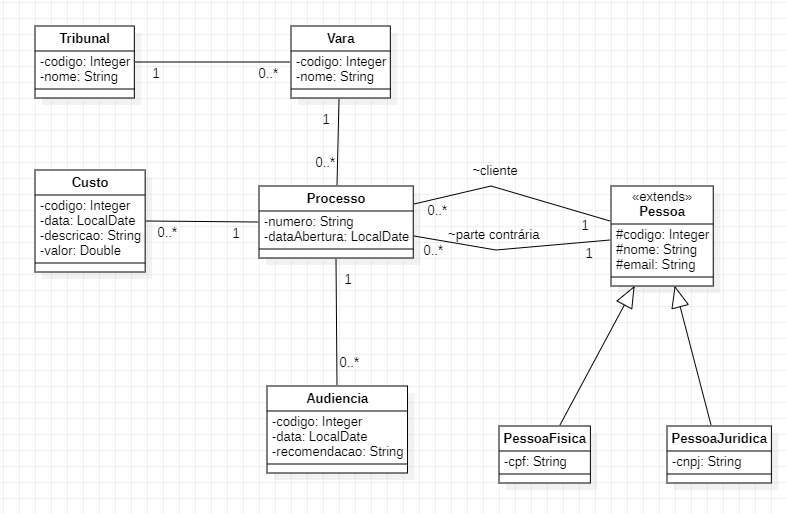 Tribunal
-codigo: Integer
-nome: String
1
0..*
Vara
-codigo: Integer
-nome: String
1
0..*
Custo
-codigo: Integer
-data: LocalDate
-descricao: String
-valor: Double
0..*
1
Processo
-numero: String
-dataAbertura: LocalDate
~cliente
0..*
1
~parte contrária
0..*
1
«extends»
Pessoa
#codigo: Integer
#nome: String
#email: String
1
0..*
Audiencia
-codigo: Integer
-data: LocalDate
-recomendacao: String
PessoaFisica
-cpf: String
PessoaJuridica
-cnpj: String